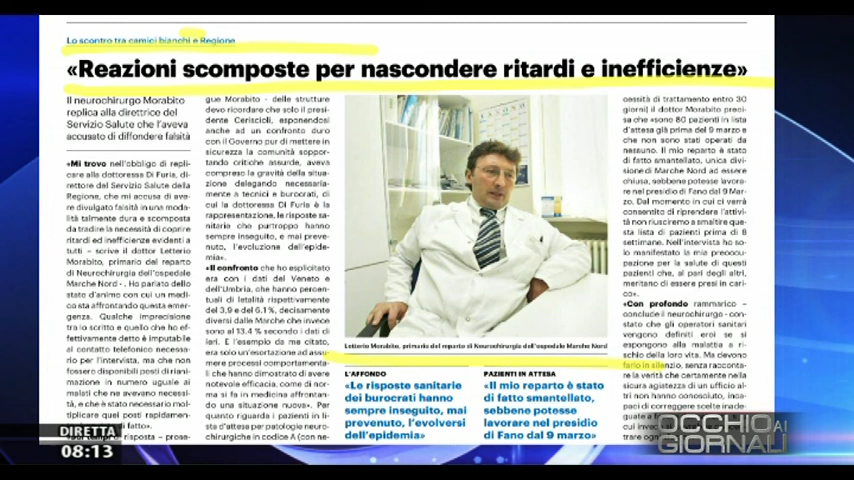 Lo scontro tra camici bianchi e Regione
«Reazioni scomposte per nascondere ritardi e inefficienze»
Il neurochirurgo Morabito
replica alla direttrice del
Servizio Salute che l'aveva
accusato di diffondere falsità
«Mi trovo nell'obbligo di repli-
care alla dottoressa Di Furia, di-
rettore del Servizio Salute della
Regione, che mi accusa di ave-
re divulgato falsità in una moda-
lità talmente dura e scomposta
da tradire la necessità di coprire
ritardi ed inefficienze evidenti a
tutti – scrive il dottor Letterio
Morabito, primario del reparto
di Neurochirurgia dell'ospedale
Marche Nord - . Ho parlato dello
stato d'animo con cui un medi-
co sta affrontando questa emer-
genza. Qualche imprecisione
tra lo scritto e quello che ho ef-
fettivamente detto è imputabile
al contatto telefonico necessa-
rio per l'intervista, ma che non
fossero disponibili posti di riani-
mazione in numero uguale ai
malati che ne avevano necessi-
tà, è stato necessario mol-
tiplicare quei posti rapidamen-
di fatto».
risposta – prose-
gue Morabito - delle strutture
devo ricordare che solo il presi-
dente Ceriscioli, esponendosi
anche ad un confronto duro
con il Governo pur di mettere in
sicurezza la comunità soppor-
tando critiche assurde, aveva
compreso la gravità della situa-
zione delegando necessaria-
mente a tecnici e burocrati, di
cui la dottoressa Di Furia è la
rappresentazione, le risposte sa-
nitarie che purtroppo hanno
sempre inseguito, e mai preve-
nuto, l'evoluzione dell'epide-
mia».
«Il confronto che ho esplicitato
era con i dati del Veneto e
dell'Umbria, che hanno percen-
tuali di letalità rispettivamente
del 3,9 e del 6.1 %, decisamente
diversi dalle Marche che invece
sono al 13.4 % secondo i dati di
ieri. E l'esempio da me citato,
era solo un'esortazione ad assu-
mere processi comportamenta-
li che hanno dimostrato di avere
notevole efficacia, come di nor-
ma si fa in medicina affrontan-
do una situazione nuova». Per
quanto riguarda i pazienti in li-
sta d'attesa per patologie neuro-
chirurgiche in codice A (con ne-
Letterio Morabito, primario del reparto di Neurochirurgia dell'ospedale Marche Nord
L'AFFONDO
«Le risposte sanitarie
dei burocrati hanno
sempre inseguito, mai
prevenuto, l'evolversi
dell'epidemia»
PAZIENTI IN ATTESA
«Il mio reparto è stato
di fatto smantellato,
sebbene potesse
lavorare nel presidio
di Fano dal 9 marzo»
cessità di trattamento entro 30
giorni) il dottor Morabito preci-
sa che «sono 80 pazienti in lista
d'attesa già prima del 9 marzo e
che non sono stati operati da
nessuno. Il mio reparto è stato
di fatto smantellato, unica divi-
sione di Marche Nord ad essere
chiusa, sebbene potesse lavora-
re nel presidio di Fano dal 9 Mar-
zo. Dal momento in cui ci verrà
consentito di riprendere l'attivi-
tà non riusciremo a smaltire que-
sta lista di pazienti prima di 8
settimane. Nell'intervista ho so-
lo manifestato la mia preoccu-
pazione per la salute di questi
pazienti che, al pari degli altri,
meritano di essere presi in cari-
co».
«Con profondo rammarico –
conclude il neurochirurgo - con-
stato che gli operatori sanitari
vengono definiti eroi se si
espongono alla malattia a ri-
schio della loro vita. Ma devono
farlo in silenzio, senza racconta-
re la verità che certamente nella
sicura agiatezza di un ufficio al-
tri non hanno conosciuto, inca-
paci di correggere scelte inade-
guate
cui
trare
DIRETTA
08:13
OCCHIO AI
GIORNALI